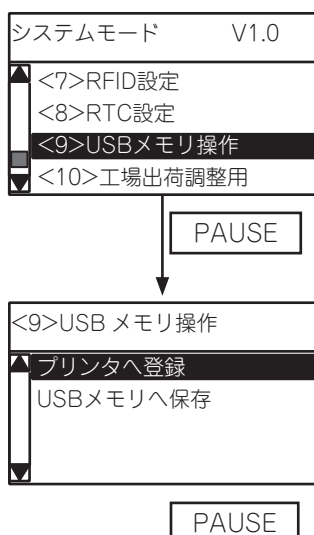 システムモード V1.0
<7>RFID設定
<8>RTC設定
<9>USBメモリ操作
<10>工場出荷調整用
PAUSE
<9>USB メモリ操作
プリンタへ登録
USBメモリへ保存
PAUSE